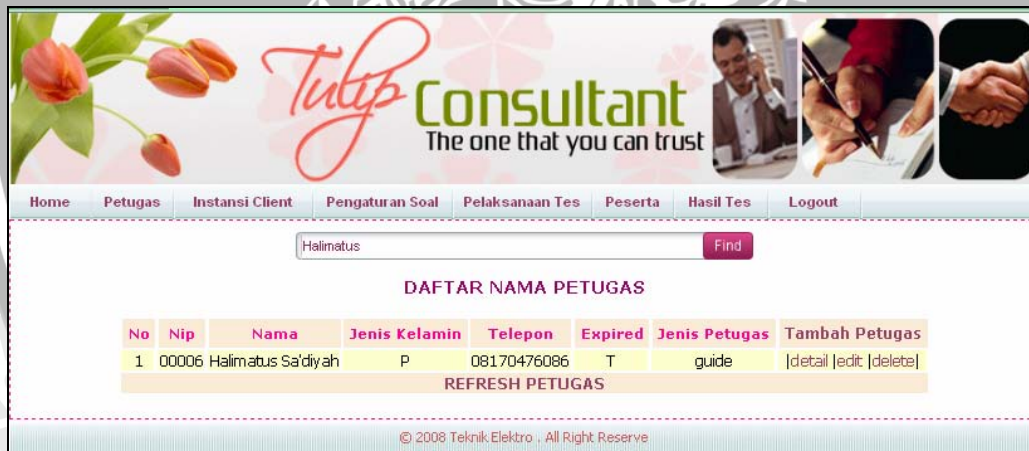 Tulip Consultant
The one that you can trust
Home Petugas Instansi Client Pengaturan Soal Pelaksanaan Tes Peserta Hasil Tes Logout
Halimatus Find
DAFTAR NAMA PETUGAS
No Nip Nama Jenis Kelamin Telepon Expired Jenis Petugas Tambah Petugas
1 00006 Halimatus Sa'diyah P 08170476086 T guide |detail |edit |delete|
REFRESH PETUGAS
© 2008 Teknik Elektro . All Right Reserve